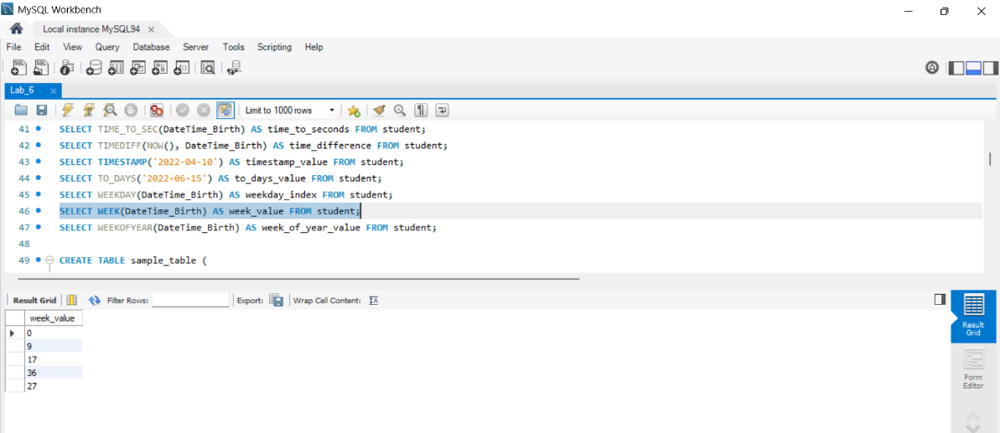 MySQL Workbench
Local instance MySQL94
File Edit View Query Database Server Tools Scripting Help
Lab_6
Limit to 1000 rows
41 SELECT TIME_TO_SEC(DateTime_Birth) AS time_to_seconds FROM student;
42 SELECT TIMEDIFF(NOW(), DateTime_Birth) AS time_difference FROM student;
43 SELECT TIMESTAMP('2022-04-10') AS timestamp_value FROM student;
44 SELECT TO_DAYS('2022-06-15') AS to_days_value FROM student;
45 SELECT WEEKDAY(DateTime_Birth) AS weekday_index FROM student;
46 SELECT WEEK(DateTime_Birth) AS week_value FROM student;
47 SELECT WEEKOFYEAR(DateTime_Birth) AS week_of_year_value FROM student;
48
49 CREATE TABLE sample_table (
Result Grid Filter Rows: Export: Wrap Cell Content:
week_value
0
9
17
36
27
Result
Grid
Form
Editor